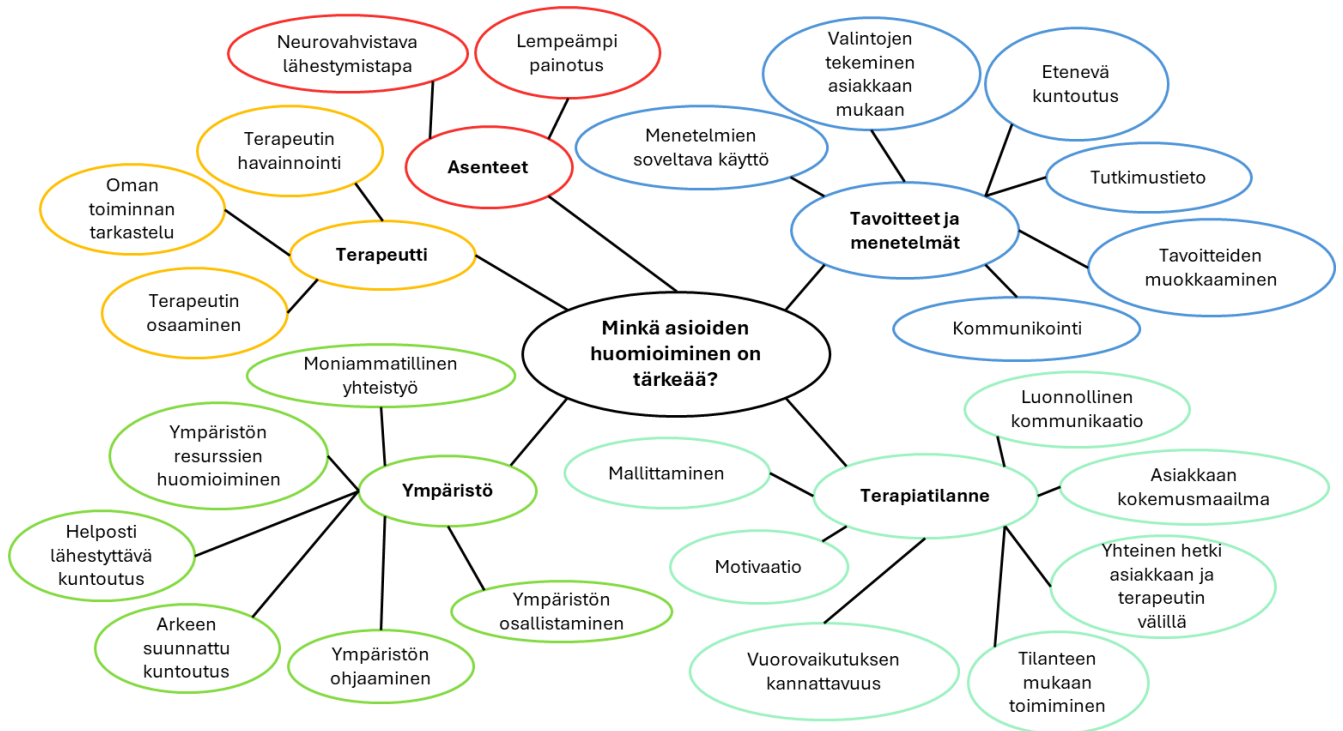 Neurovahvistava
lähestymistapa
Lempeämpi
painotus
Asenteet
Terapeutin
havainnointi
Oman
toiminnan
tarkastelu
Terapeutti
Terapeutin
osaaminen
Valintojen
tekeminen
asiakkaan
mukaan
Etenevä
kuntoutus
Menetelmien
soveltava käyttö
Tutkimustieto
Tavoitteet ja
menetelmät
Tavoitteiden
muokkaaminen
Kommunikointi
Minkä asioiden
huomioiminen on
tärkeää?
Moniammatillinen
yhteistyö
Ympäristön
resurssien
huomioiminen
Ympäristö
Helposti
lähestyttävä
kuntoutus
Arkeen
suunnattu
kuntoutus
Ympäristön
ohjaaminen
Ympäristön
osallistaminen
Luonnollinen
kommunikaatio
Mallittaminen
Terapiatilanne
Asiakkaan
kokemusmaailma
Motivaatio
Yhteinen hetki
asiakkaan ja
terapeutin
välillä
Vuorovaikutuksen
kannattavuus
Tilanteen
mukaan
toimiminen